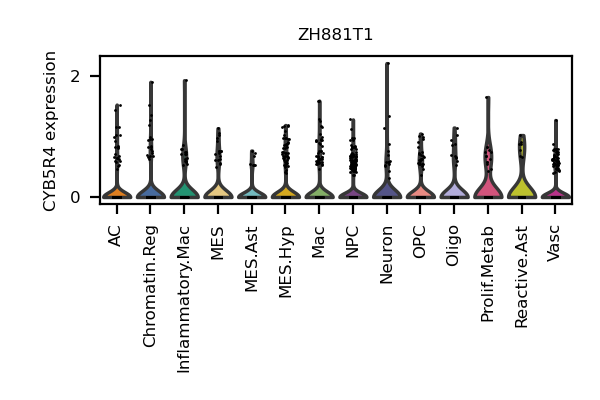 ZH881T1
CYB5R4 expression
2
0
AC
Chromatin.Reg
Inflammatory.Mac
MES
MES.Ast
MES.Hyp
Mac
NPC
Neuron
OPC
Oligo
Prolif.Metab
Reactive.Ast
Vasc